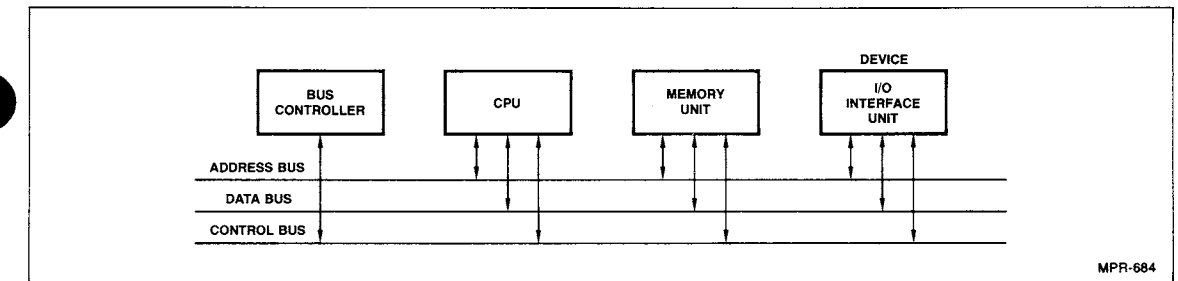 DEVICE
BUS
CONTROLLER
CPU
MEMORY
UNIT
I/O
INTERFACE
UNIT
ADDRESS BUS
DATA BUS
CONTROL BUS
MPR-684